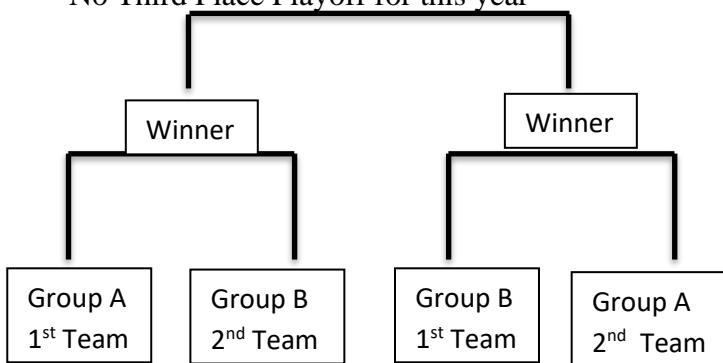 No Third Place Playoff for this year
Winner
Winner
Group A
1st Team
Group B
2nd Team
Group B
1st Team
Group A
2nd Team